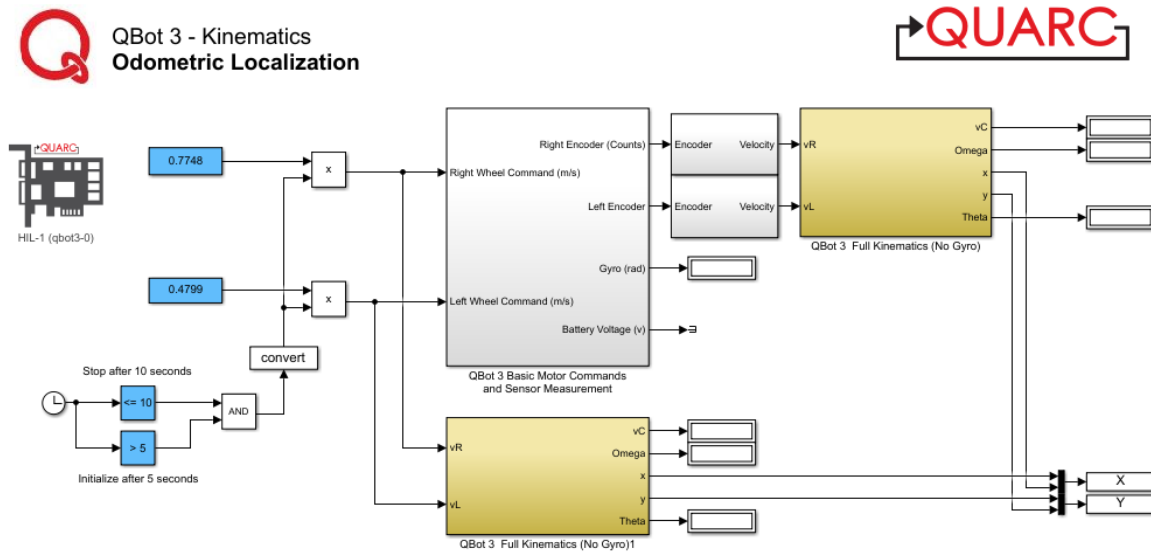 QBot 3 - Kinematics
Odometric Localization
QUARC
QUARC
HIL-1 (qbot3-0)
0.7748
x
Right Wheel Command (m/s)
Right Encoder (Counts)
Left Encoder
Gyro (rad)
Left Wheel Command (m/s)
Battery Voltage (v)
QBot 3 Basic Motor Commands
and Sensor Measurement
Encoder Velocity
Encoder Velocity
vR
vL
vC
Omega
x
y
Theta
QBot 3 Full Kinematics (No Gyro)
0.4799
x
convert
Stop after 10 seconds
<= 10
AND
> 5
Initialize after 5 seconds
vR
vL
vC
Omega
x
y
Theta
QBot 3 Full Kinematics (No Gyro)1
X
Y